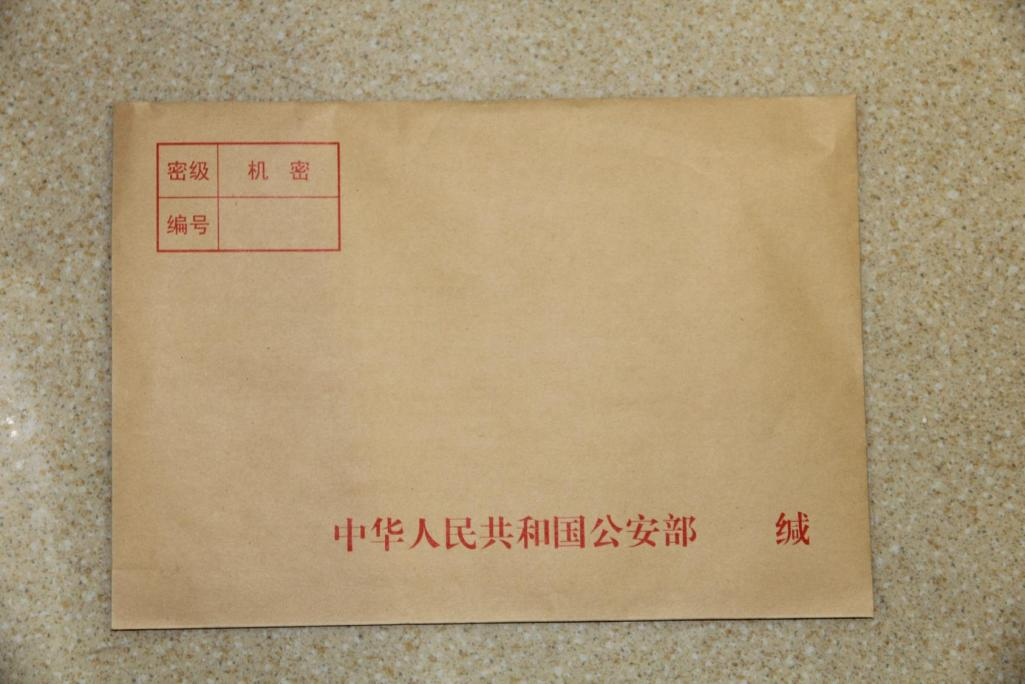 密级 机 密
编号
中华人民共和国公安部 缄